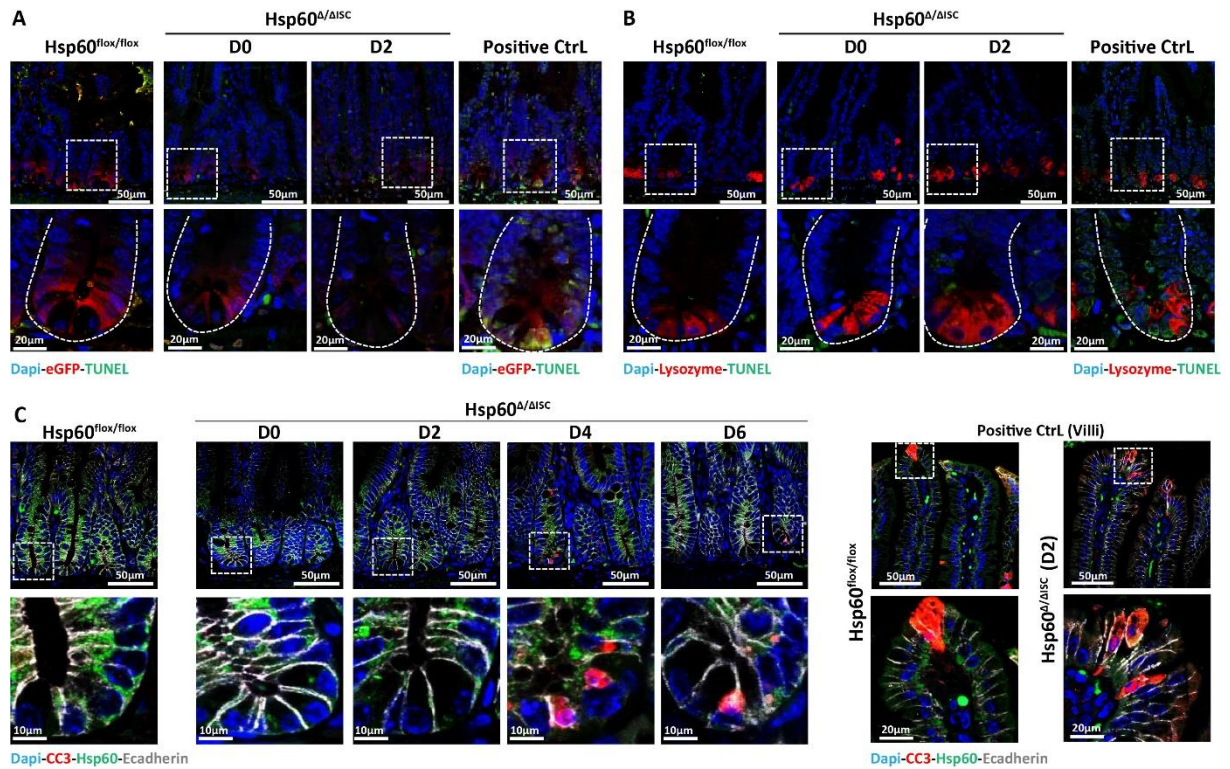 A
Hsp60Δ/ΔISC
Hsp60flox/flox
D0
D2
Positive CtrL
50µm
50µm
50µm
50µm
20µm
20µm
20µm
20µm
Dapi-eGFP-TUNEL
Dapi-eGFP-TUNEL
B
Hsp60Δ/ΔISC
Hsp60flox/flox
D0
D2
Positive CtrL
50µm
50µm
50µm
50µm
20µm
20µm
20µm
20µm
Dapi-Lysozyme-TUNEL
Dapi-Lysozyme-TUNEL
C
Hsp60Δ/ΔISC
Hsp60flox/flox
D0
D2
D4
D6
50µm
50µm
50µm
50µm
50µm
10µm
10µm
10µm
10µm
10µm
Dapi-CC3-Hsp60-Ecadherin
Positive CtrL (Villi)
Hsp60flox/flox
Hsp60Δ/ΔISC (D2)
50µm
50µm
20µm
20µm
Dapi-CC3-Hsp60-Ecadherin